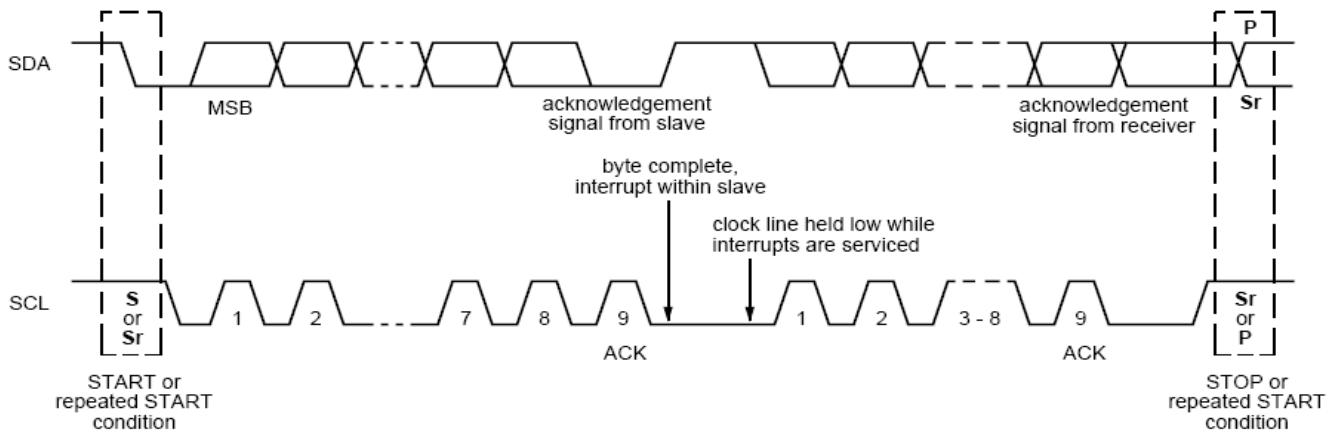 P
SDA
MSB
acknowledgement
signal from slave
acknowledgement
signal from receiver
Sr
byte complete,
interrupt within slave
clock line held low while
interrupts are serviced
SCL
S
or
Sr
1
2
7
8
9
1
2
3 - 8
9
Sr
or
P
ACK
ACK
START or
repeated START
condition
STOP or
repeated START
condition